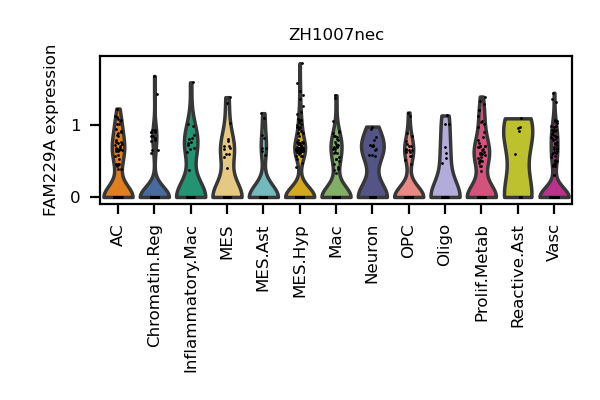 ZH1007nec
FAM229A expression
1
0
AC
Chromatin.Reg
Inflammatory.Mac
MES
MES.Ast
MES.Hyp
Mac
Neuron
OPC
Oligo
Prolif.Metab
Reactive.Ast
Vasc